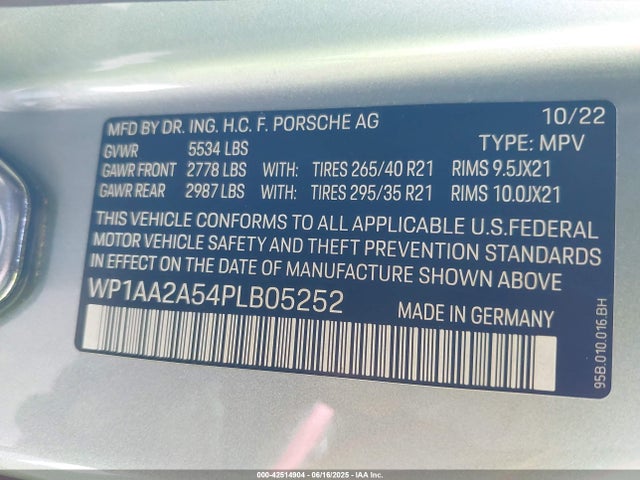 MFD BY DR. ING. H.C. F. PORSCHE AG 10/22
GVWR 5534 LBS TYPE: MPV
GAWR FRONT 2778 LBS WITH: TIRES 265/40 R21 RIMS 9.5JX21
GAWR REAR 2987 LBS WITH: TIRES 295/35 R21 RIMS 10.0JX21
THIS VEHICLE CONFORMS TO ALL APPLICABLE U.S.FEDERAL
MOTOR VEHICLE SAFETY AND THEFT PREVENTION STANDARDS
IN EFFECT ON THE DATE OF MANUFACTURE SHOWN ABOVE
WP1AA2A54PLB05252 MADE IN GERMANY
95B.010.016.BH
000-42514904 - 06/16/2025 - IAA Inc.